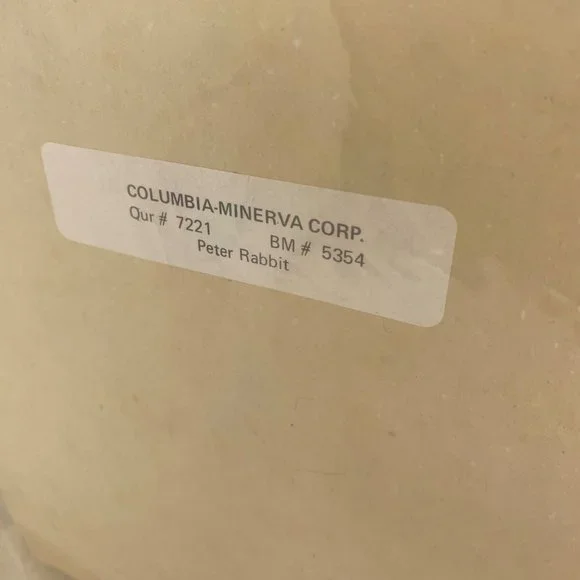 COLUMBIA-MINERVA CORP.
Qur # 7221 BM # 5354
Peter Rabbit